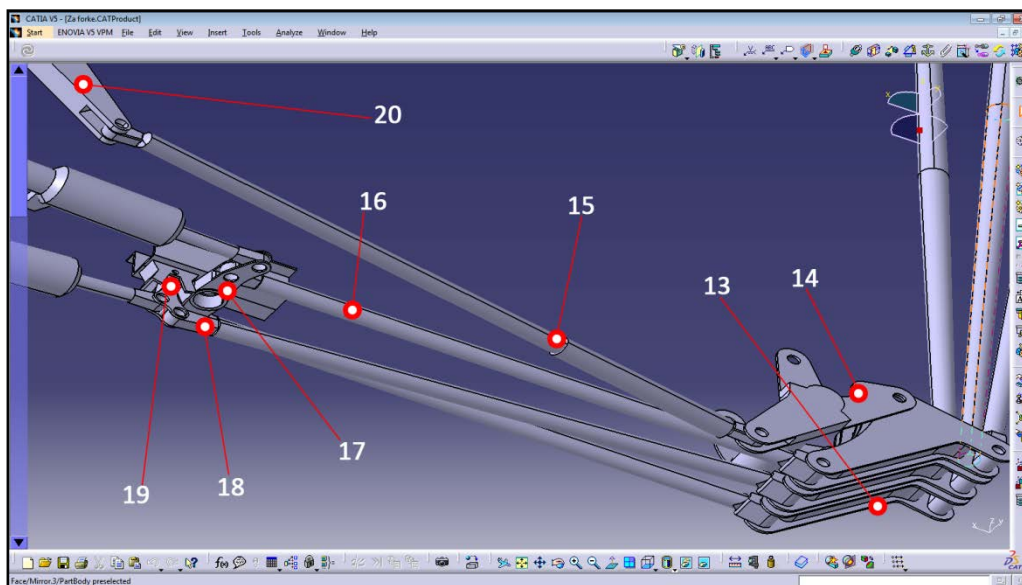 CATIA V5 - [Za forke.CATProduct]
Start ENOVIA V5 VPM File Edit View Insert Tools Analyze Window Help
20
16
15
13
14
17
19
18
Face/Mirror.3/PartBody preselected